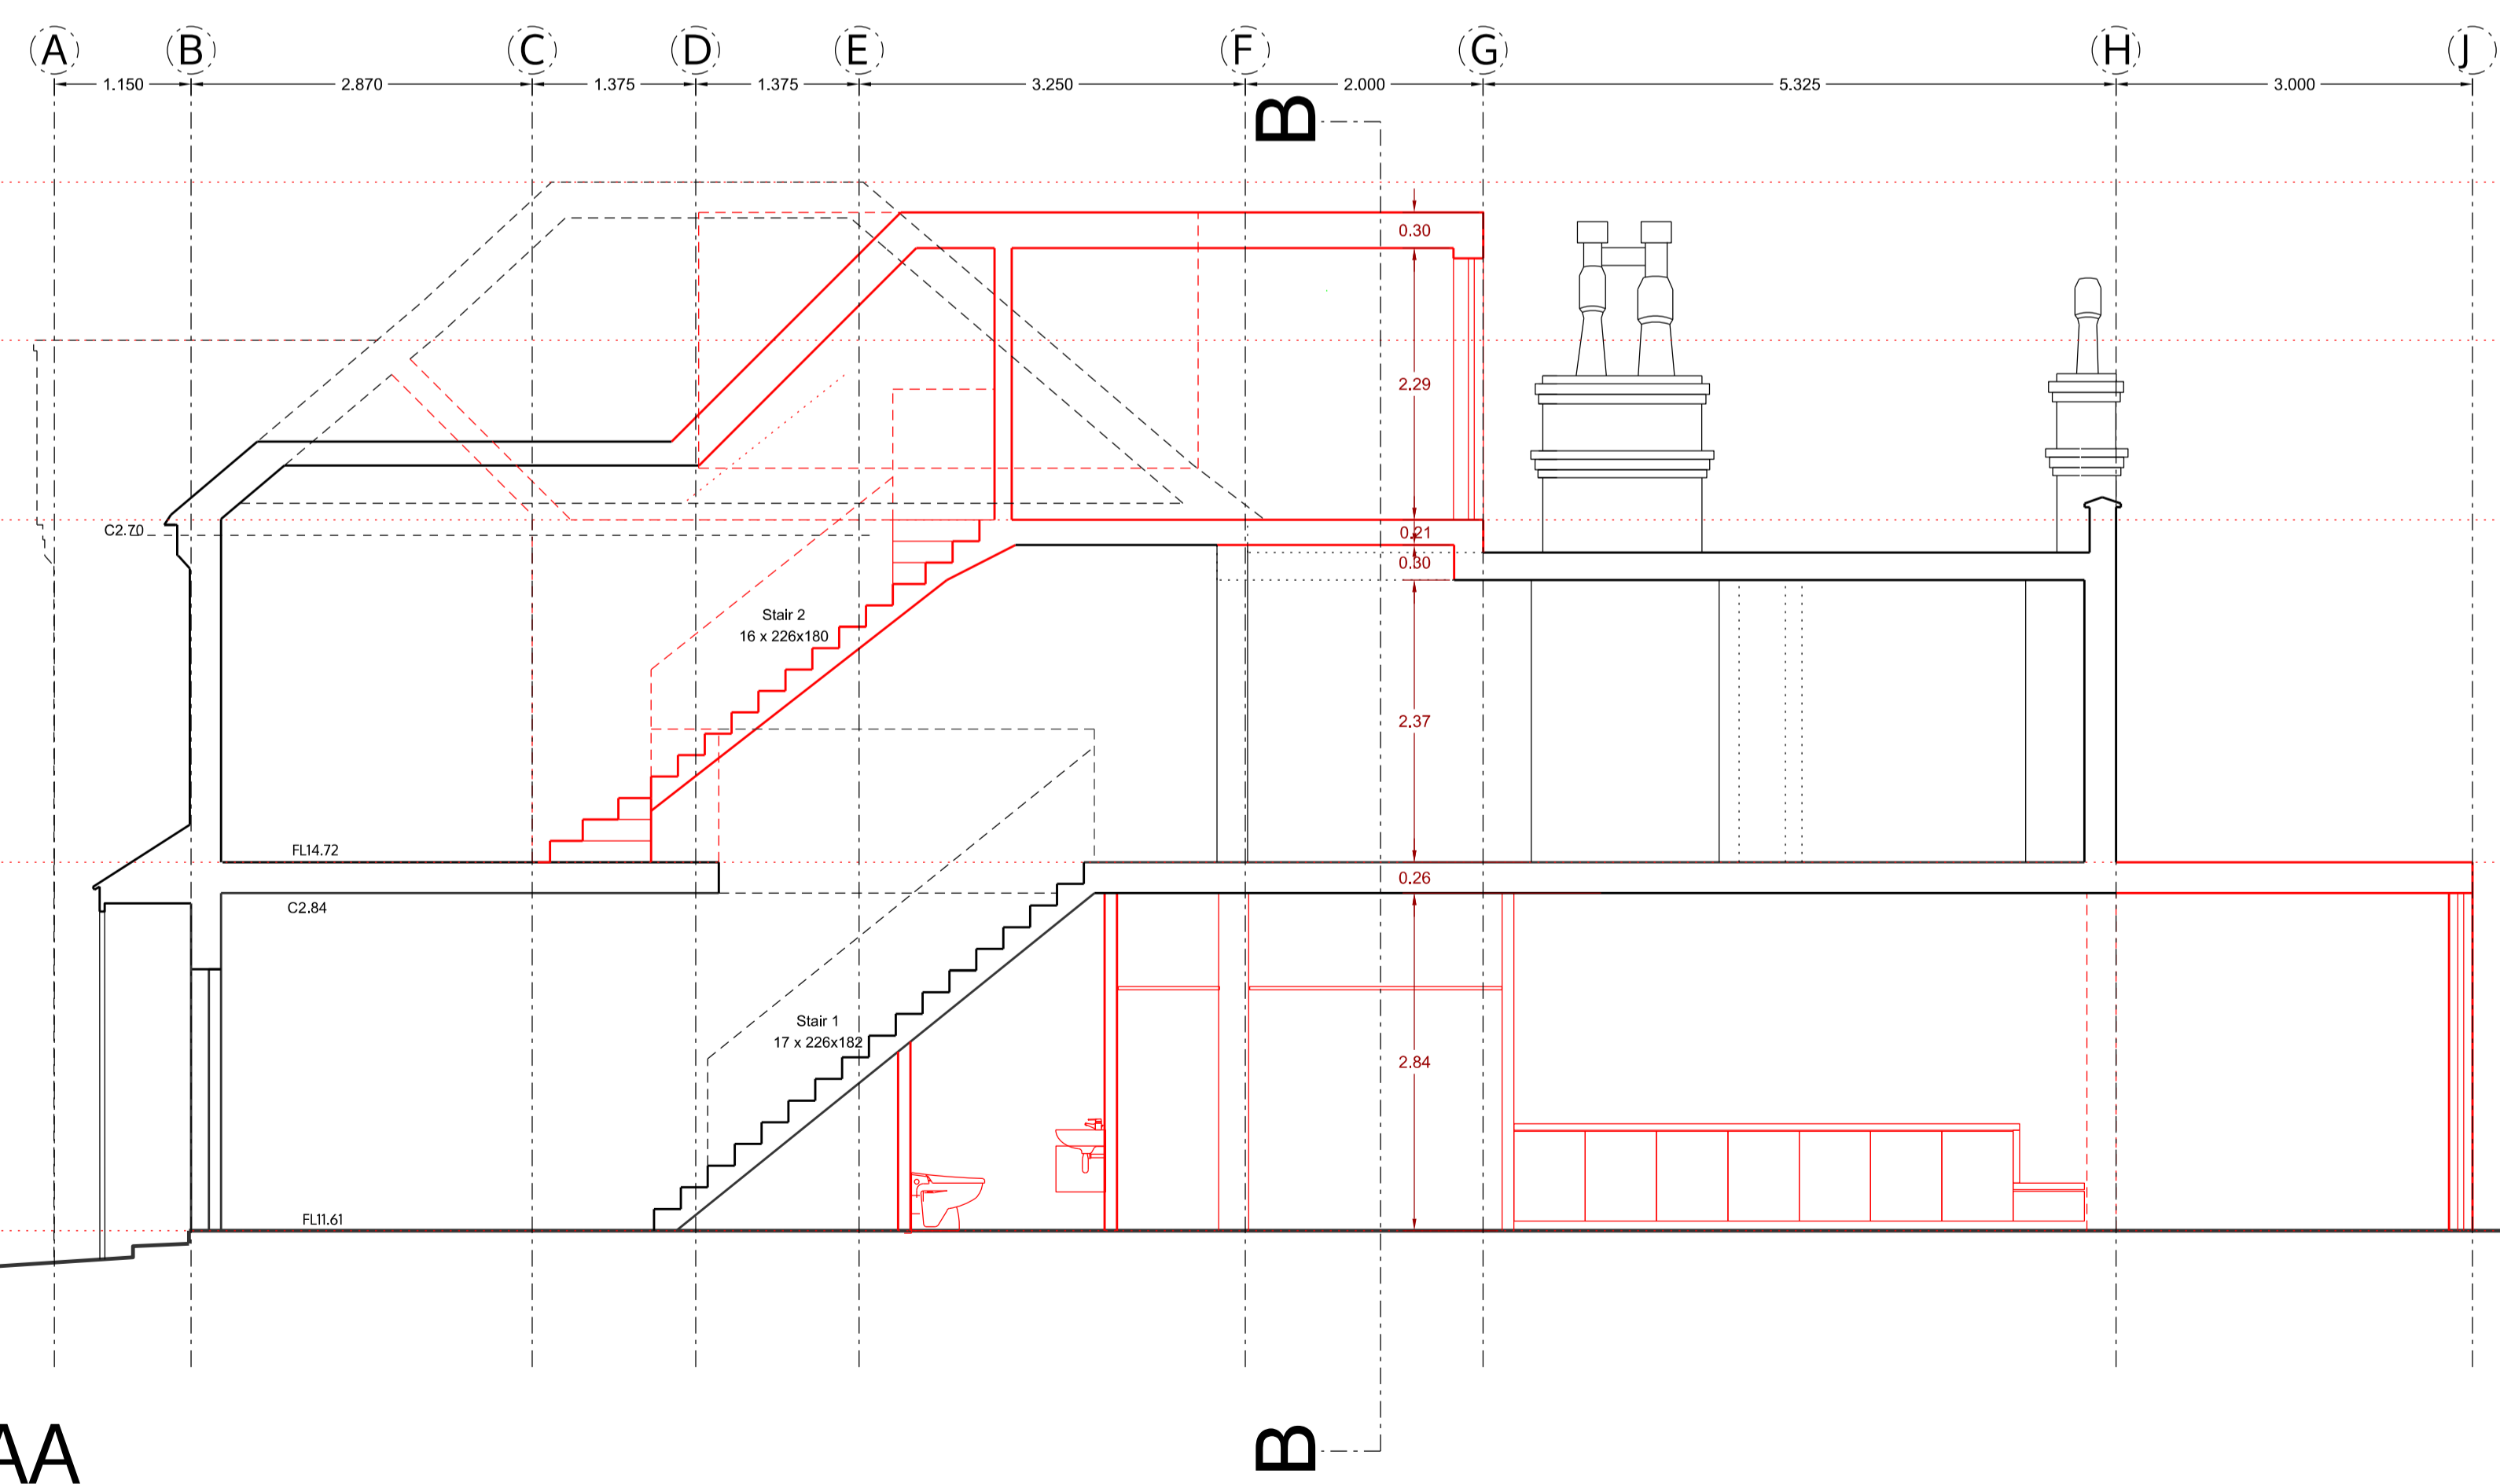 A B C D E F G H J
1.150 2.870 1.375 1.375 3.250 2.000 5.325 3.000
B
0.30
2.29
C2.70
0.21
0.30
Stair 2
16 x 226x180
2.37
FL14.72
0.26
C2.84
Stair 1
17 x 226x182
2.84
FL11.61
B
AA